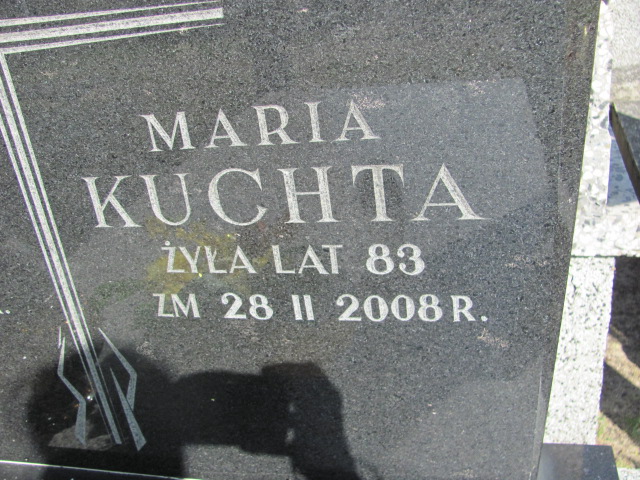 MARIA
KUCHTA
ŻYŁA LAT 83
ZM 28 II 2008 R.